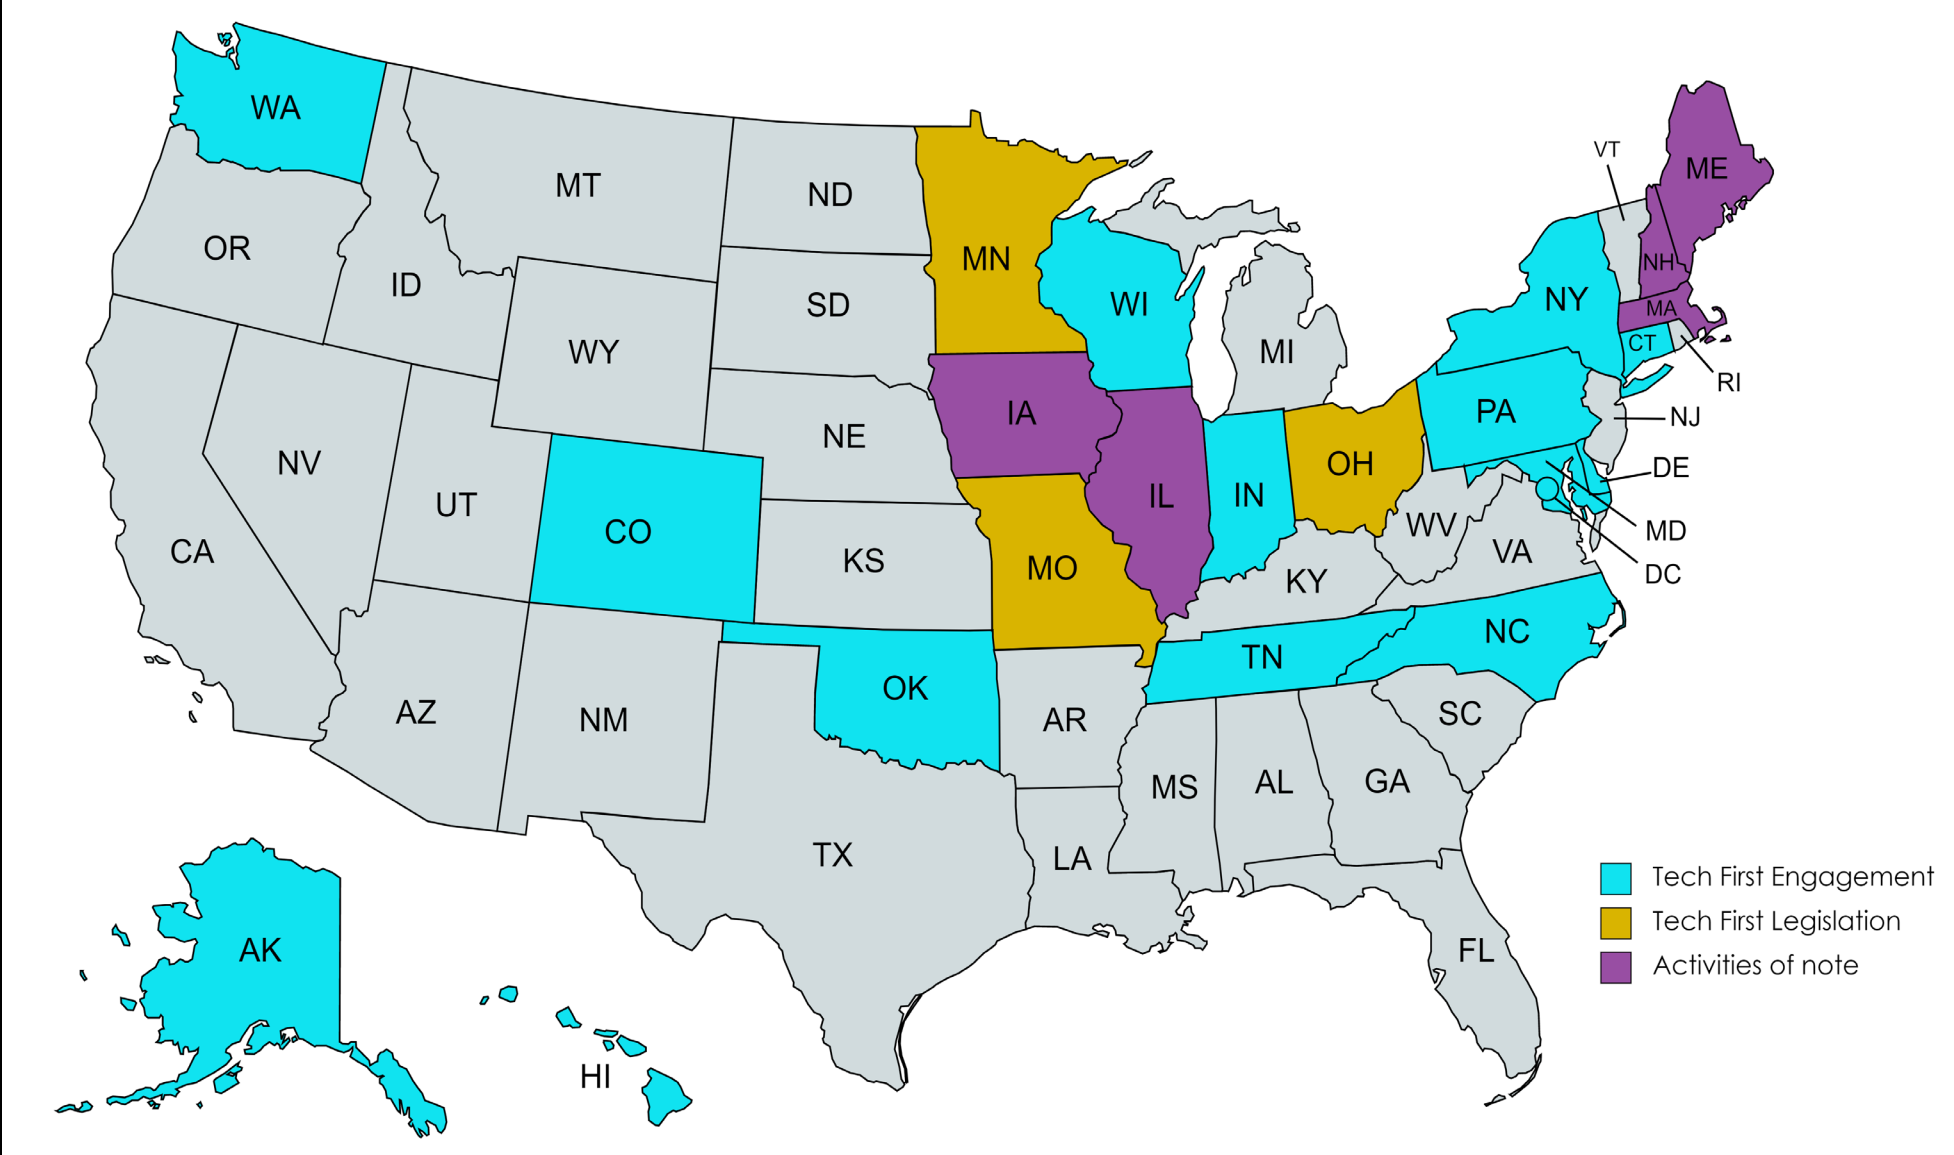 WA
MT
ND
MN
OR
ID
SD
WI
WY
MI
NY
VT
ME
NH
MA
CT
RI
NJ
PA
DE
MD
DC
IA
NE
NV
UT
CO
IL
IN
OH
WV
VA
CA
KS
MO
KY
NC
TN
AZ
NM
OK
AR
SC
MS
AL
GA
TX
LA
FL
AK
HI
Tech First Engagement
Tech First Legislation
Activities of note